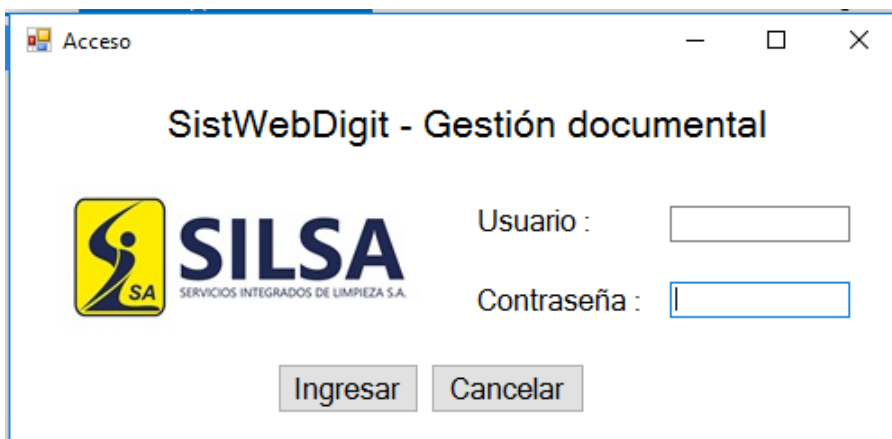 Acceso
SistWebDigit - Gestión documental
SA
SILSA
SERVICIOS INTEGRADOS DE LIMPIEZA S.A.
Usuario :
Contraseña :
Ingresar
Cancelar